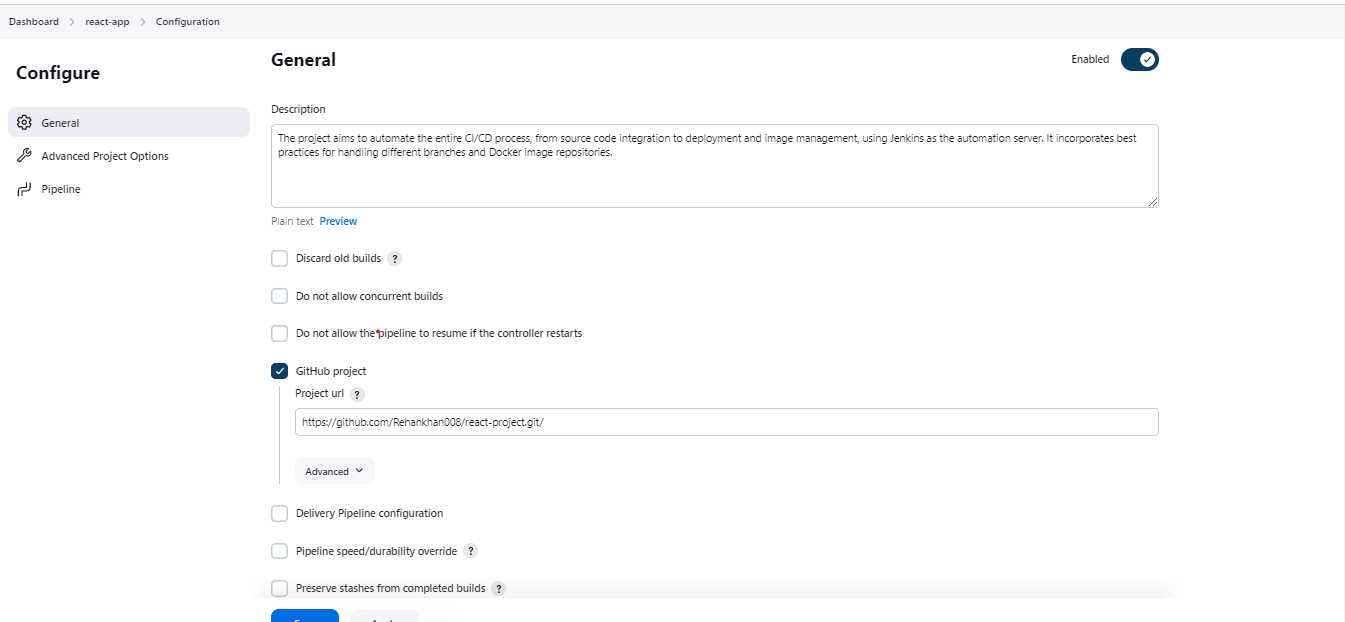 Dashboard > react-app > Configuration
Configure
General
Advanced Project Options
Pipeline
General
Enabled
Description
The project aims to automate the entire CI/CD process, from source code integration to deployment and image management, using Jenkins as the automation server. It incorporates best
practices for handling different branches and Docker image repositories.
Plain text Preview
Discard old builds ?
Do not allow concurrent builds
Do not allow the pipeline to resume if the controller restarts
GitHub project
Project url ?
https://github.com/Rehankhan008/react-project.git/
Advanced
Delivery Pipeline configuration
Pipeline speed/durability override ?
Preserve stashes from completed builds ?